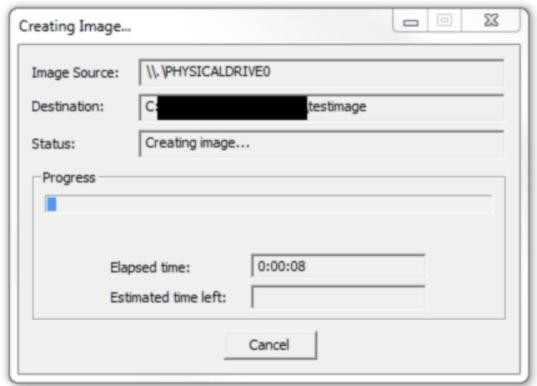 Creating Image...
Image Source: \\.\PHYSICALDRIVE0
Destination: C: \testimage
Status: Creating image...
Progress
Elapsed time: 0:00:08
Estimated time left:
Cancel